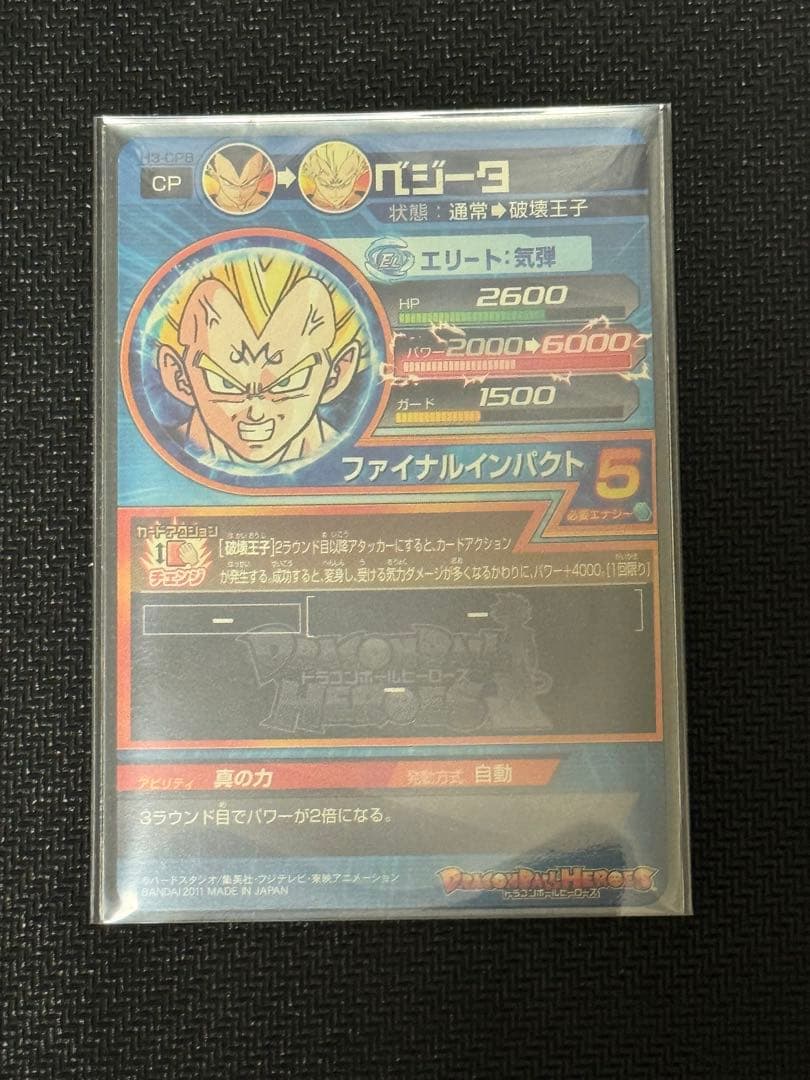 H3-CP8
CP
ベジータ
状態：通常➡破壊王子
EL エリート：気弾
HP 2600
パワー 2000➡6000
ガード 1500
ファイナルインパクト 5
必要エナジー
カードアクション
チェンジ
[破壊王子]2ラウンド目以降アタッカーにすると、カードアクション
が発生する。成功すると、変身し、受ける気力ダメージが多くなるかわりに、パワー+4000。[1回限り]
ー
ー
DRAGONBALL
ドラゴンボールヒーローズ
HEROES
ー
アビリティ 真の力 発動方式 自動
3ラウンド目でパワーが2倍になる。
©バードスタジオ/集英社・フジテレビ・東映アニメーション
BANDAI 2011 MADE IN JAPAN
DRAGONBALL HEROES
ドラゴンボールヒーローズ